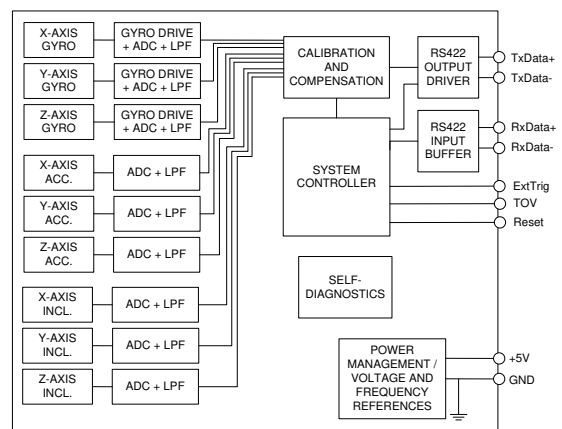 X-AXIS
GYRO
GYRO DRIVE
+ ADC + LPF
Y-AXIS
GYRO
GYRO DRIVE
+ ADC + LPF
Z-AXIS
GYRO
GYRO DRIVE
+ ADC + LPF
X-AXIS
ACC.
ADC + LPF
Y-AXIS
ACC.
ADC + LPF
Z-AXIS
ACC.
ADC + LPF
X-AXIS
INCL.
ADC + LPF
Y-AXIS
INCL.
ADC + LPF
Z-AXIS
INCL.
ADC + LPF
CALIBRATION
AND
COMPENSATION
RS422
OUTPUT
DRIVER
TxData+
TxData-
RS422
INPUT
BUFFER
RxData+
RxData-
SYSTEM
CONTROLLER
ExtTrig
TOV
Reset
SELF-
DIAGNOSTICS
POWER
MANAGEMENT /
VOLTAGE AND
FREQUENCY
REFERENCES
+5V
GND